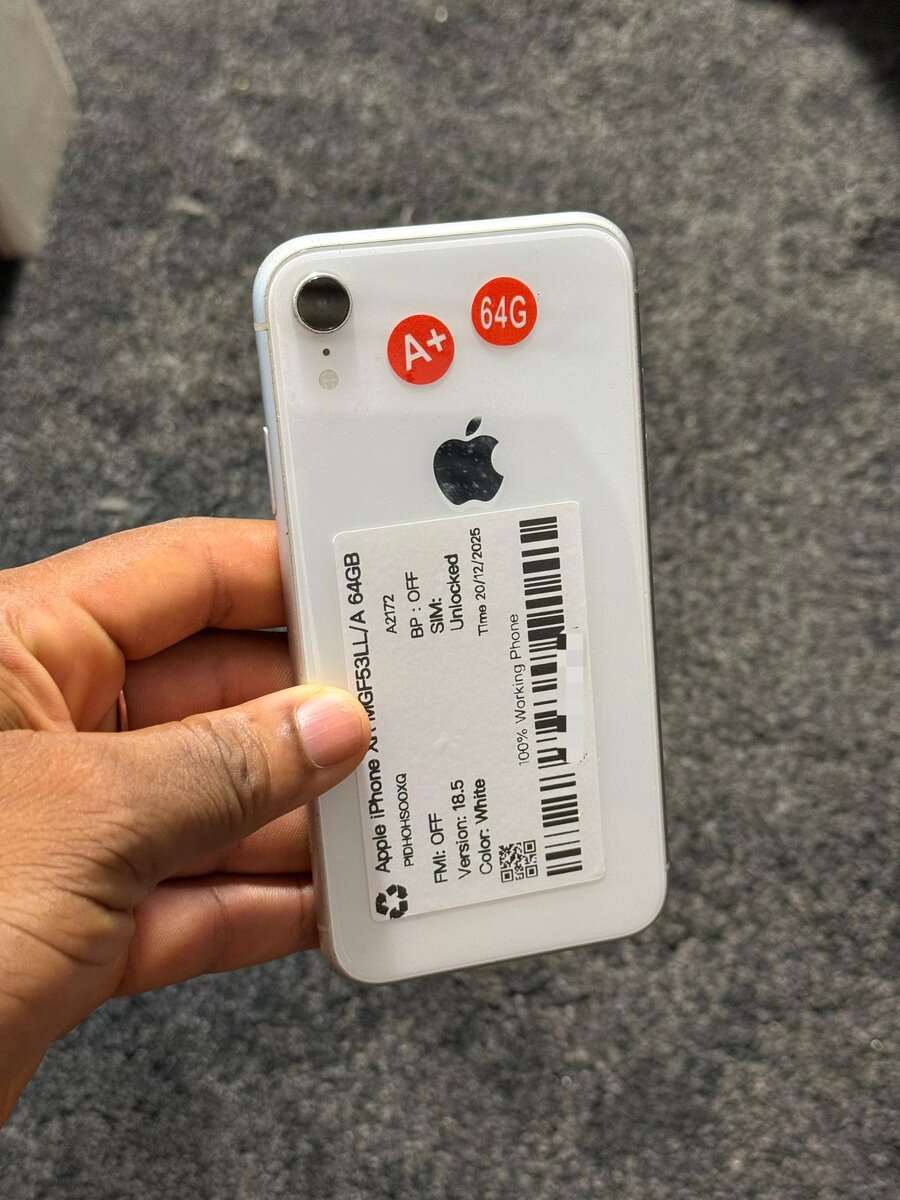 A+
64G
Apple iPhone XR MGF53LL/A 64GB
PIDHOHSOOXQ
A2172
FMI: OFF
BP : OFF
Version: 18.5
SIM:
Color: White
Unlocked
Time 20/12/2025
100% Working Phone